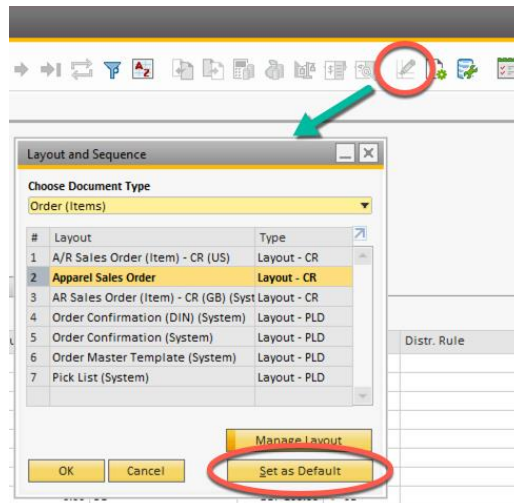 Layout and Sequence
Choose Document Type
Order (Items)
# Layout Type
1 A/R Sales Order (Item) - CR (US) Layout - CR
2 Apparel Sales Order Layout - CR
3 AR Sales Order (Item) - CR (GB) (Syst Layout - CR
4 Order Confirmation (DIN) (System) Layout - PLD
5 Order Confirmation (System) Layout - PLD
6 Order Master Template (System) Layout - PLD
7 Pick List (System) Layout - PLD
Distr. Rule
Manage Layout
OK Cancel Set as Default